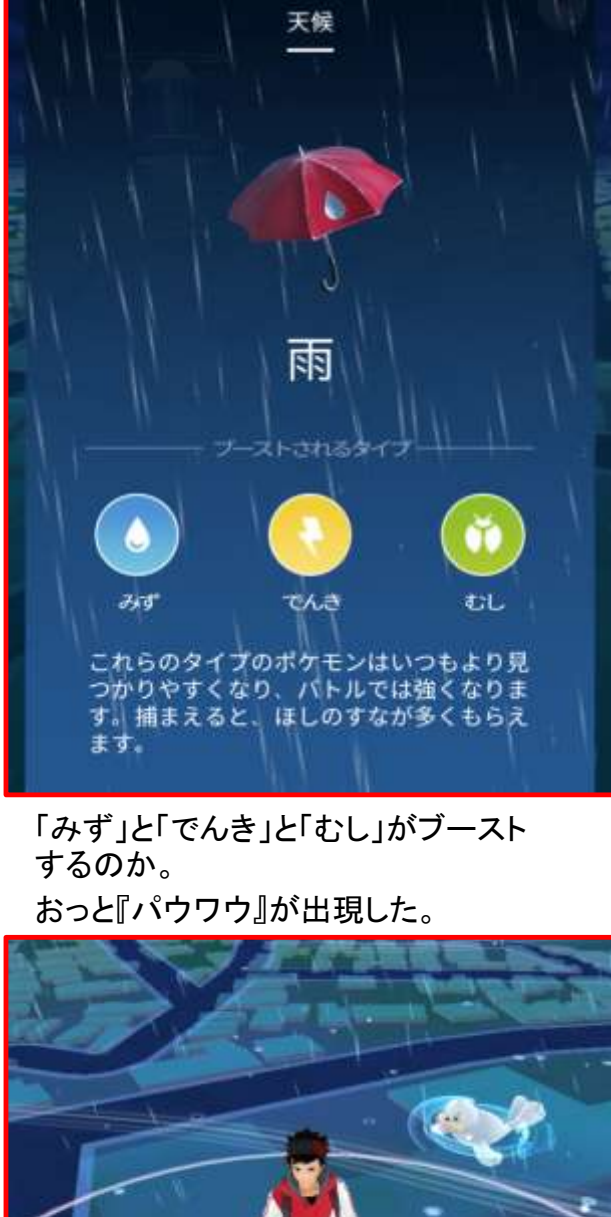 天候
雨
ブーストされるタイプ
みず でんき むし
これらのタイプのポケモンはいつもより見
つかりやすくなり、バトルでは強くなりま
す。捕まえると、ほしのすなが多くもらえ
ます。
「みず」と「でんき」と「むし」がブースト
するのか。
おっと『パウワウ』が出現した。